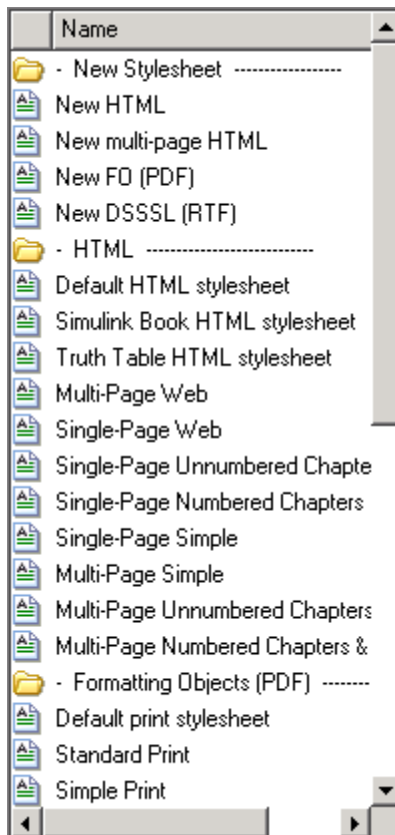 Name
- New Stylesheet -----------------
New HTML
New multi-page HTML
New FO (PDF)
New DSSSL (RTF)
- HTML --------------------------
Default HTML stylesheet
Simulink Book HTML stylesheet
Truth Table HTML stylesheet
Multi-Page Web
Single-Page Web
Single-Page Unnumbered Chapte
Single-Page Numbered Chapters
Single-Page Simple
Multi-Page Simple
Multi-Page Unnumbered Chapters
Multi-Page Numbered Chapters &
- Formatting Objects (PDF) -------
Default print stylesheet
Standard Print
Simple Print